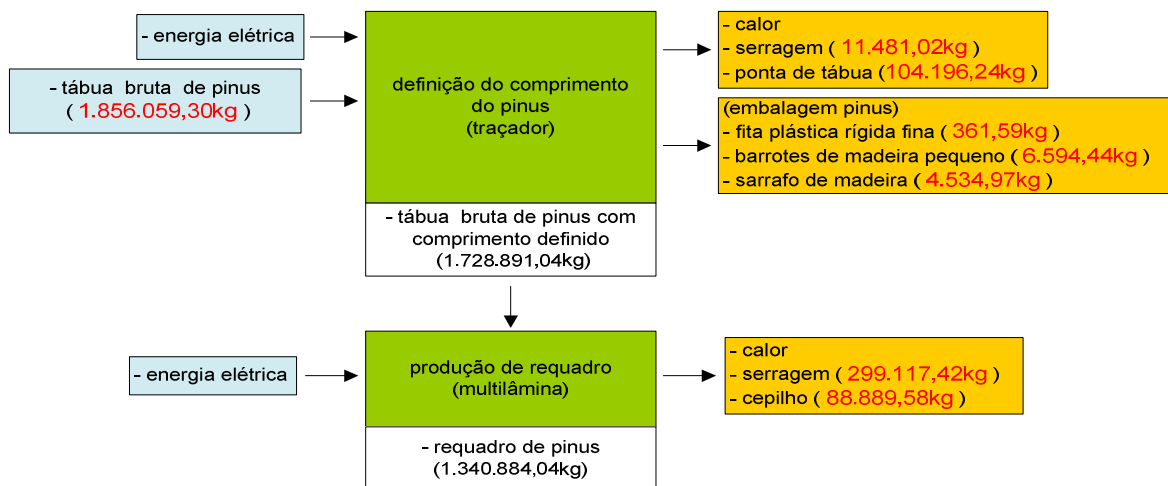 - energia elétrica
- tábua bruta de pinus
( 1.856.059,30kg )
definição do comprimento
do pinus
(traçador)
- tábua bruta de pinus com
comprimento definido
(1.728.891,04kg)
- calor
- serragem ( 11.481,02kg)
- ponta de tábua (104.196,24kg)
(embalagem pinus)
- fita plástica rígida fina ( 361,59kg )
- barrotes de madeira pequeno ( 6.594,44kg )
- sarrafo de madeira ( 4.534,97kg )
- energia elétrica
produção de requadro
(multilâmina)
- requadro de pinus
(1.340.884,04kg)
- calor
- serragem ( 299.117,42kg )
- cepilho ( 88.889,58kg )